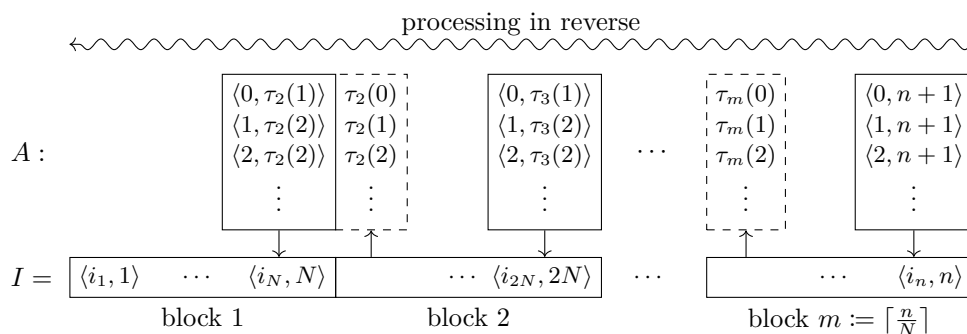 processing in reverse
⟨0, τ₂(1)⟩ τ₂(0) ⟨0, τ₃(1)⟩ τₘ(0) ⟨0, n + 1⟩
⟨1, τ₂(2)⟩ τ₂(1) ⟨1, τ₃(2)⟩ τₘ(1) ⟨1, n + 1⟩
A : ⟨2, τ₂(2)⟩ τ₂(2) ⟨2, τ₃(2)⟩ ⋯ τₘ(2) ⟨2, n + 1⟩
⋮ ⋮ ⋮ ⋮ ⋮
I = ⟨i₁, 1⟩ ⋯ ⟨i_N, N⟩ ⋯ ⟨i_{2N}, 2N⟩ ⋯ ⋯ ⟨iₙ, n⟩
block 1 block 2 block m ≔ ⌈n/N⌉